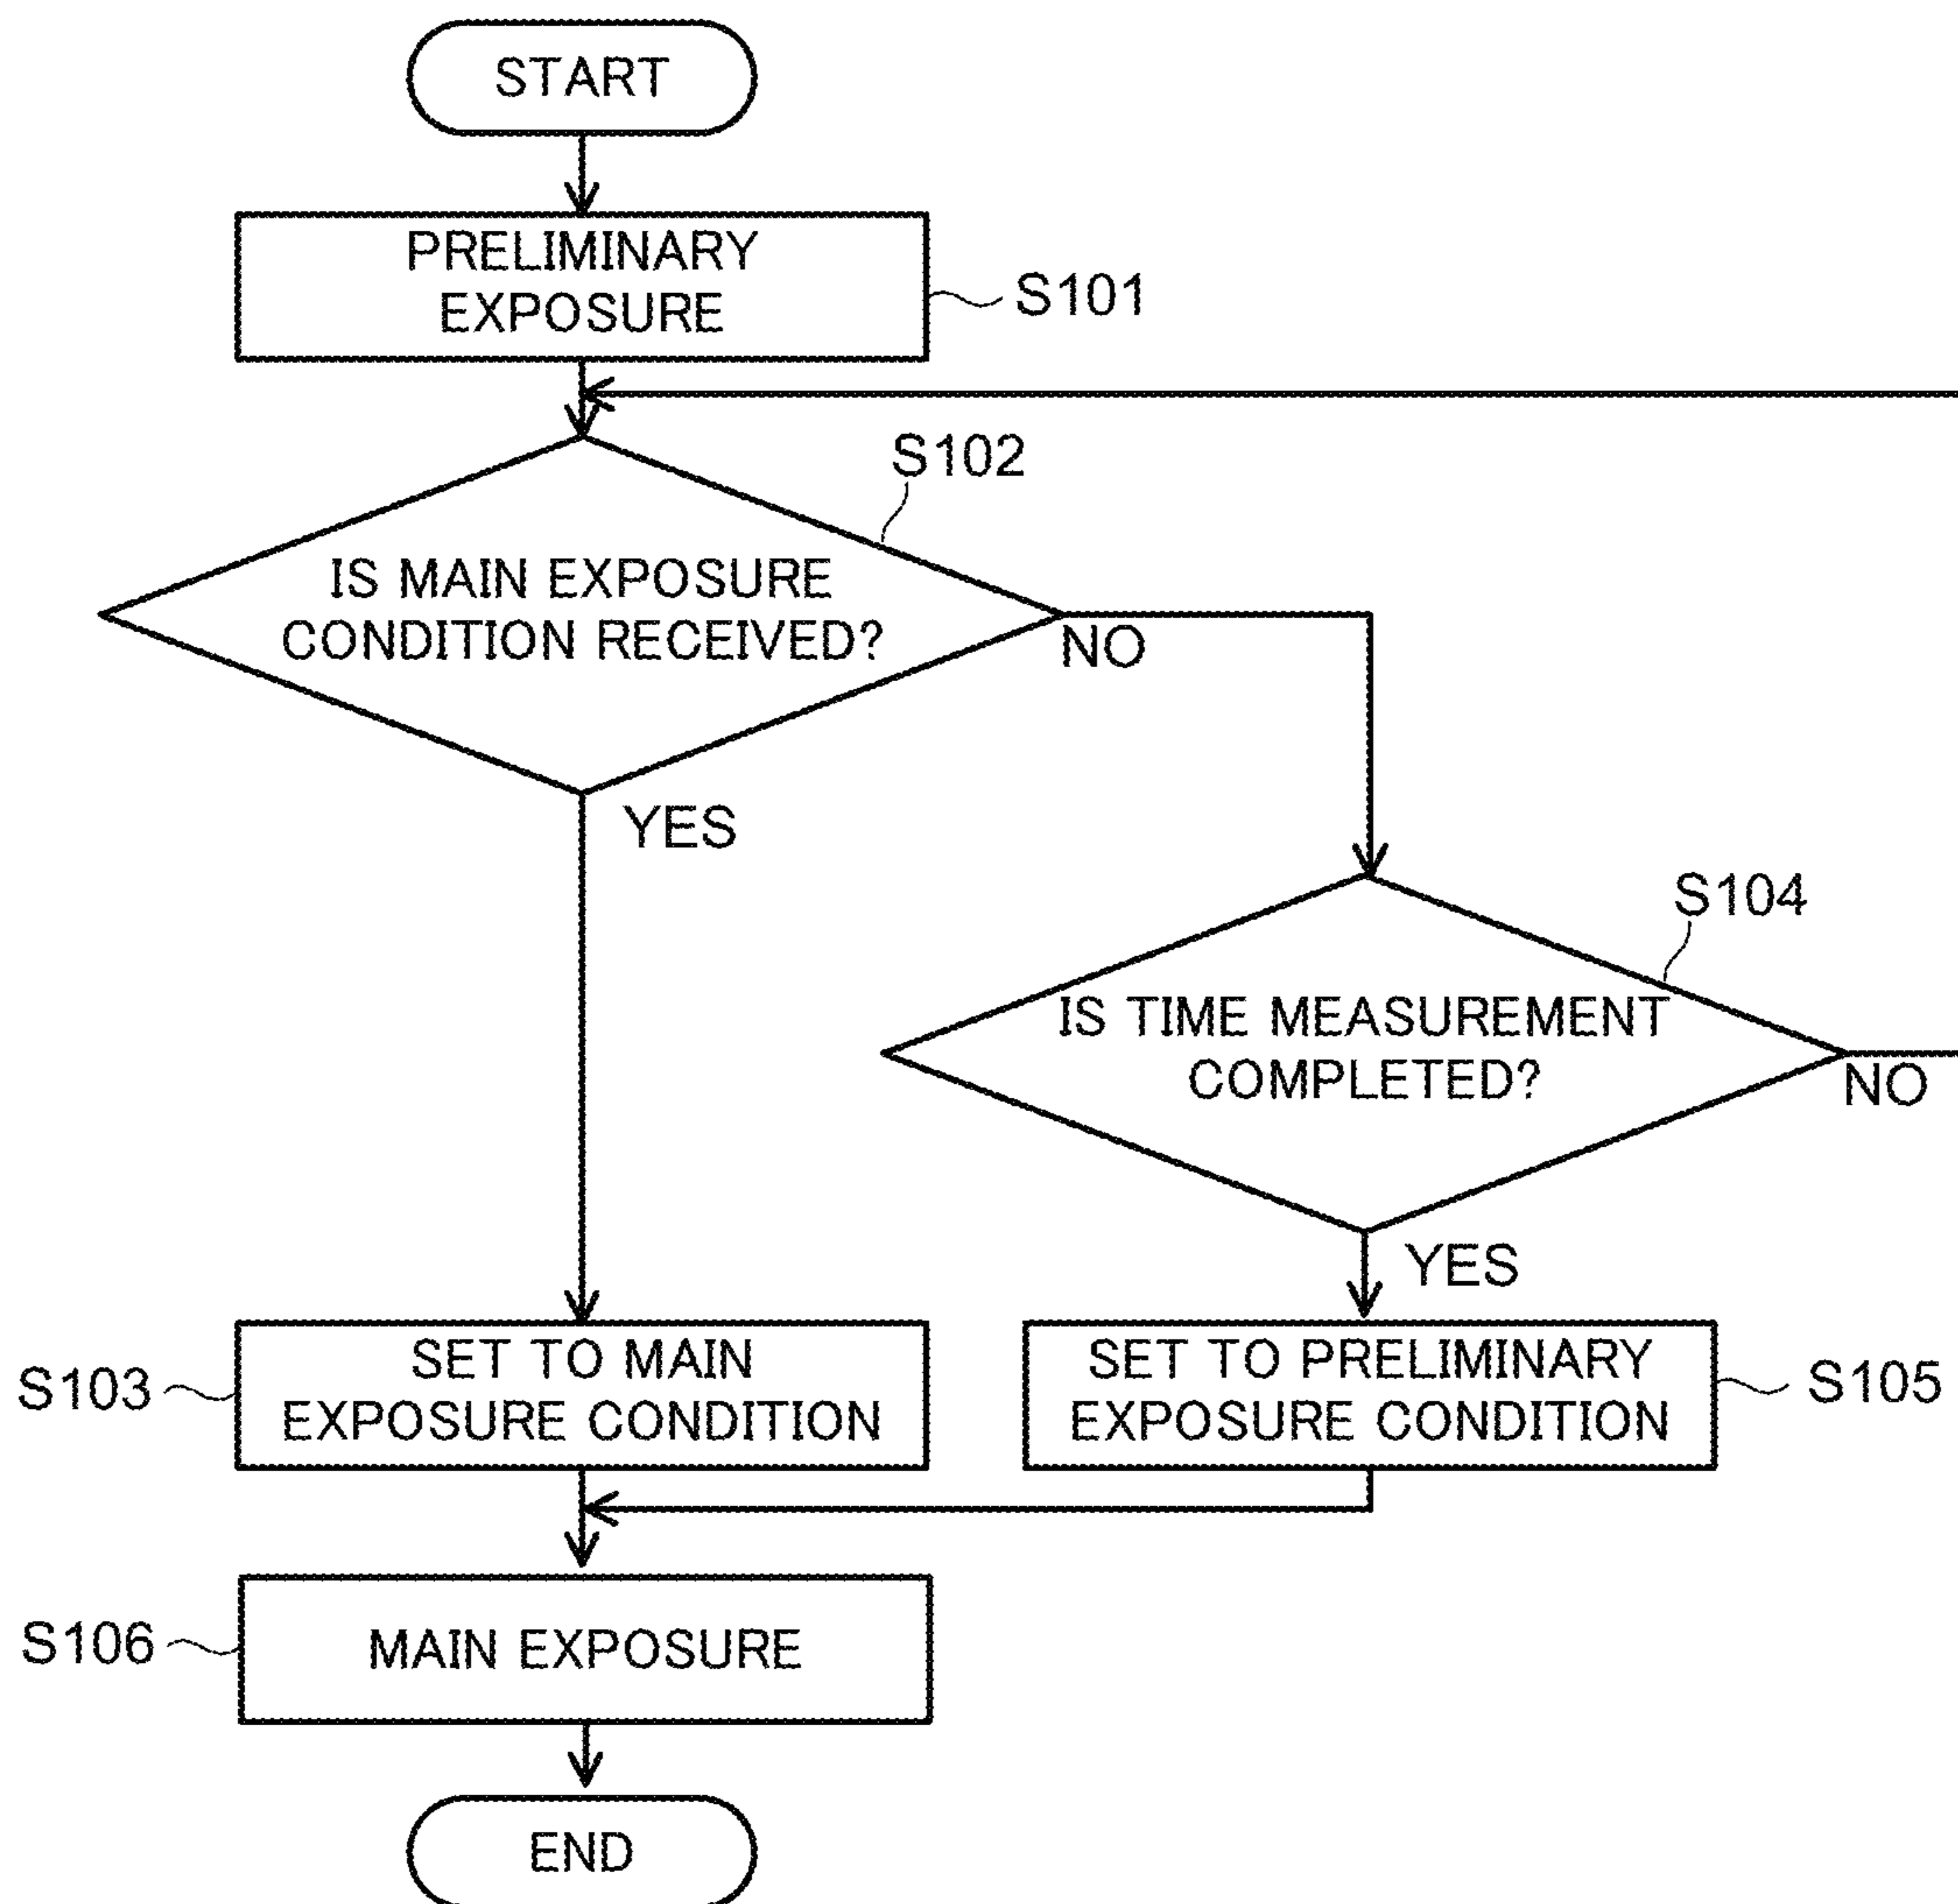 START
PRELIMINARY
EXPOSURE
S101
S102
IS MAIN EXPOSURE
CONDITION RECEIVED?
NO
YES
S104
IS TIME MEASUREMENT
COMPLETED?
NO
YES
S103
SET TO MAIN
EXPOSURE CONDITION
SET TO PRELIMINARY
EXPOSURE CONDITION
S105
S106
MAIN EXPOSURE
END